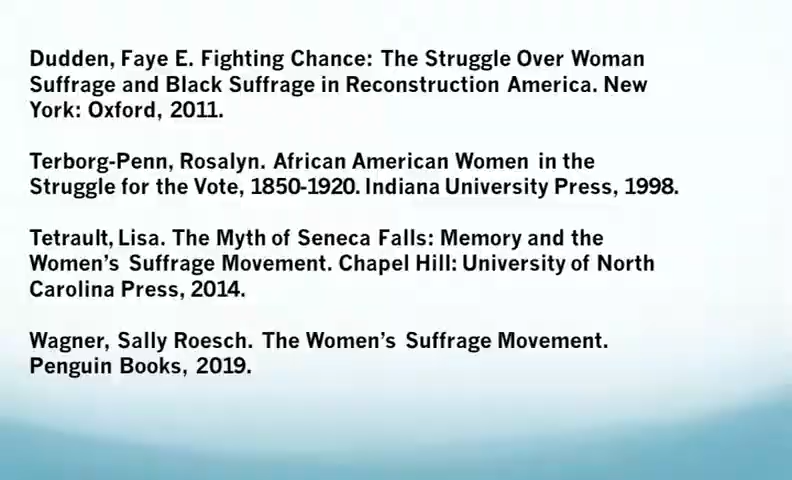 Dudden, Faye E. Fighting Chance: The Struggle Over Woman
Suffrage and Black Suffrage in Reconstruction America. New
York: Oxford, 2011.
Terborg-Penn, Rosalyn. African American Women in the
Struggle for the Vote, 1850-1920. Indiana University Press, 1998.
Tetrault, Lisa. The Myth of Seneca Falls: Memory and the
Women's Suffrage Movement. Chapel Hill: University of North
Carolina Press, 2014.
Wagner, Sally Roesch. The Women's Suffrage Movement.
Penguin Books, 2019.